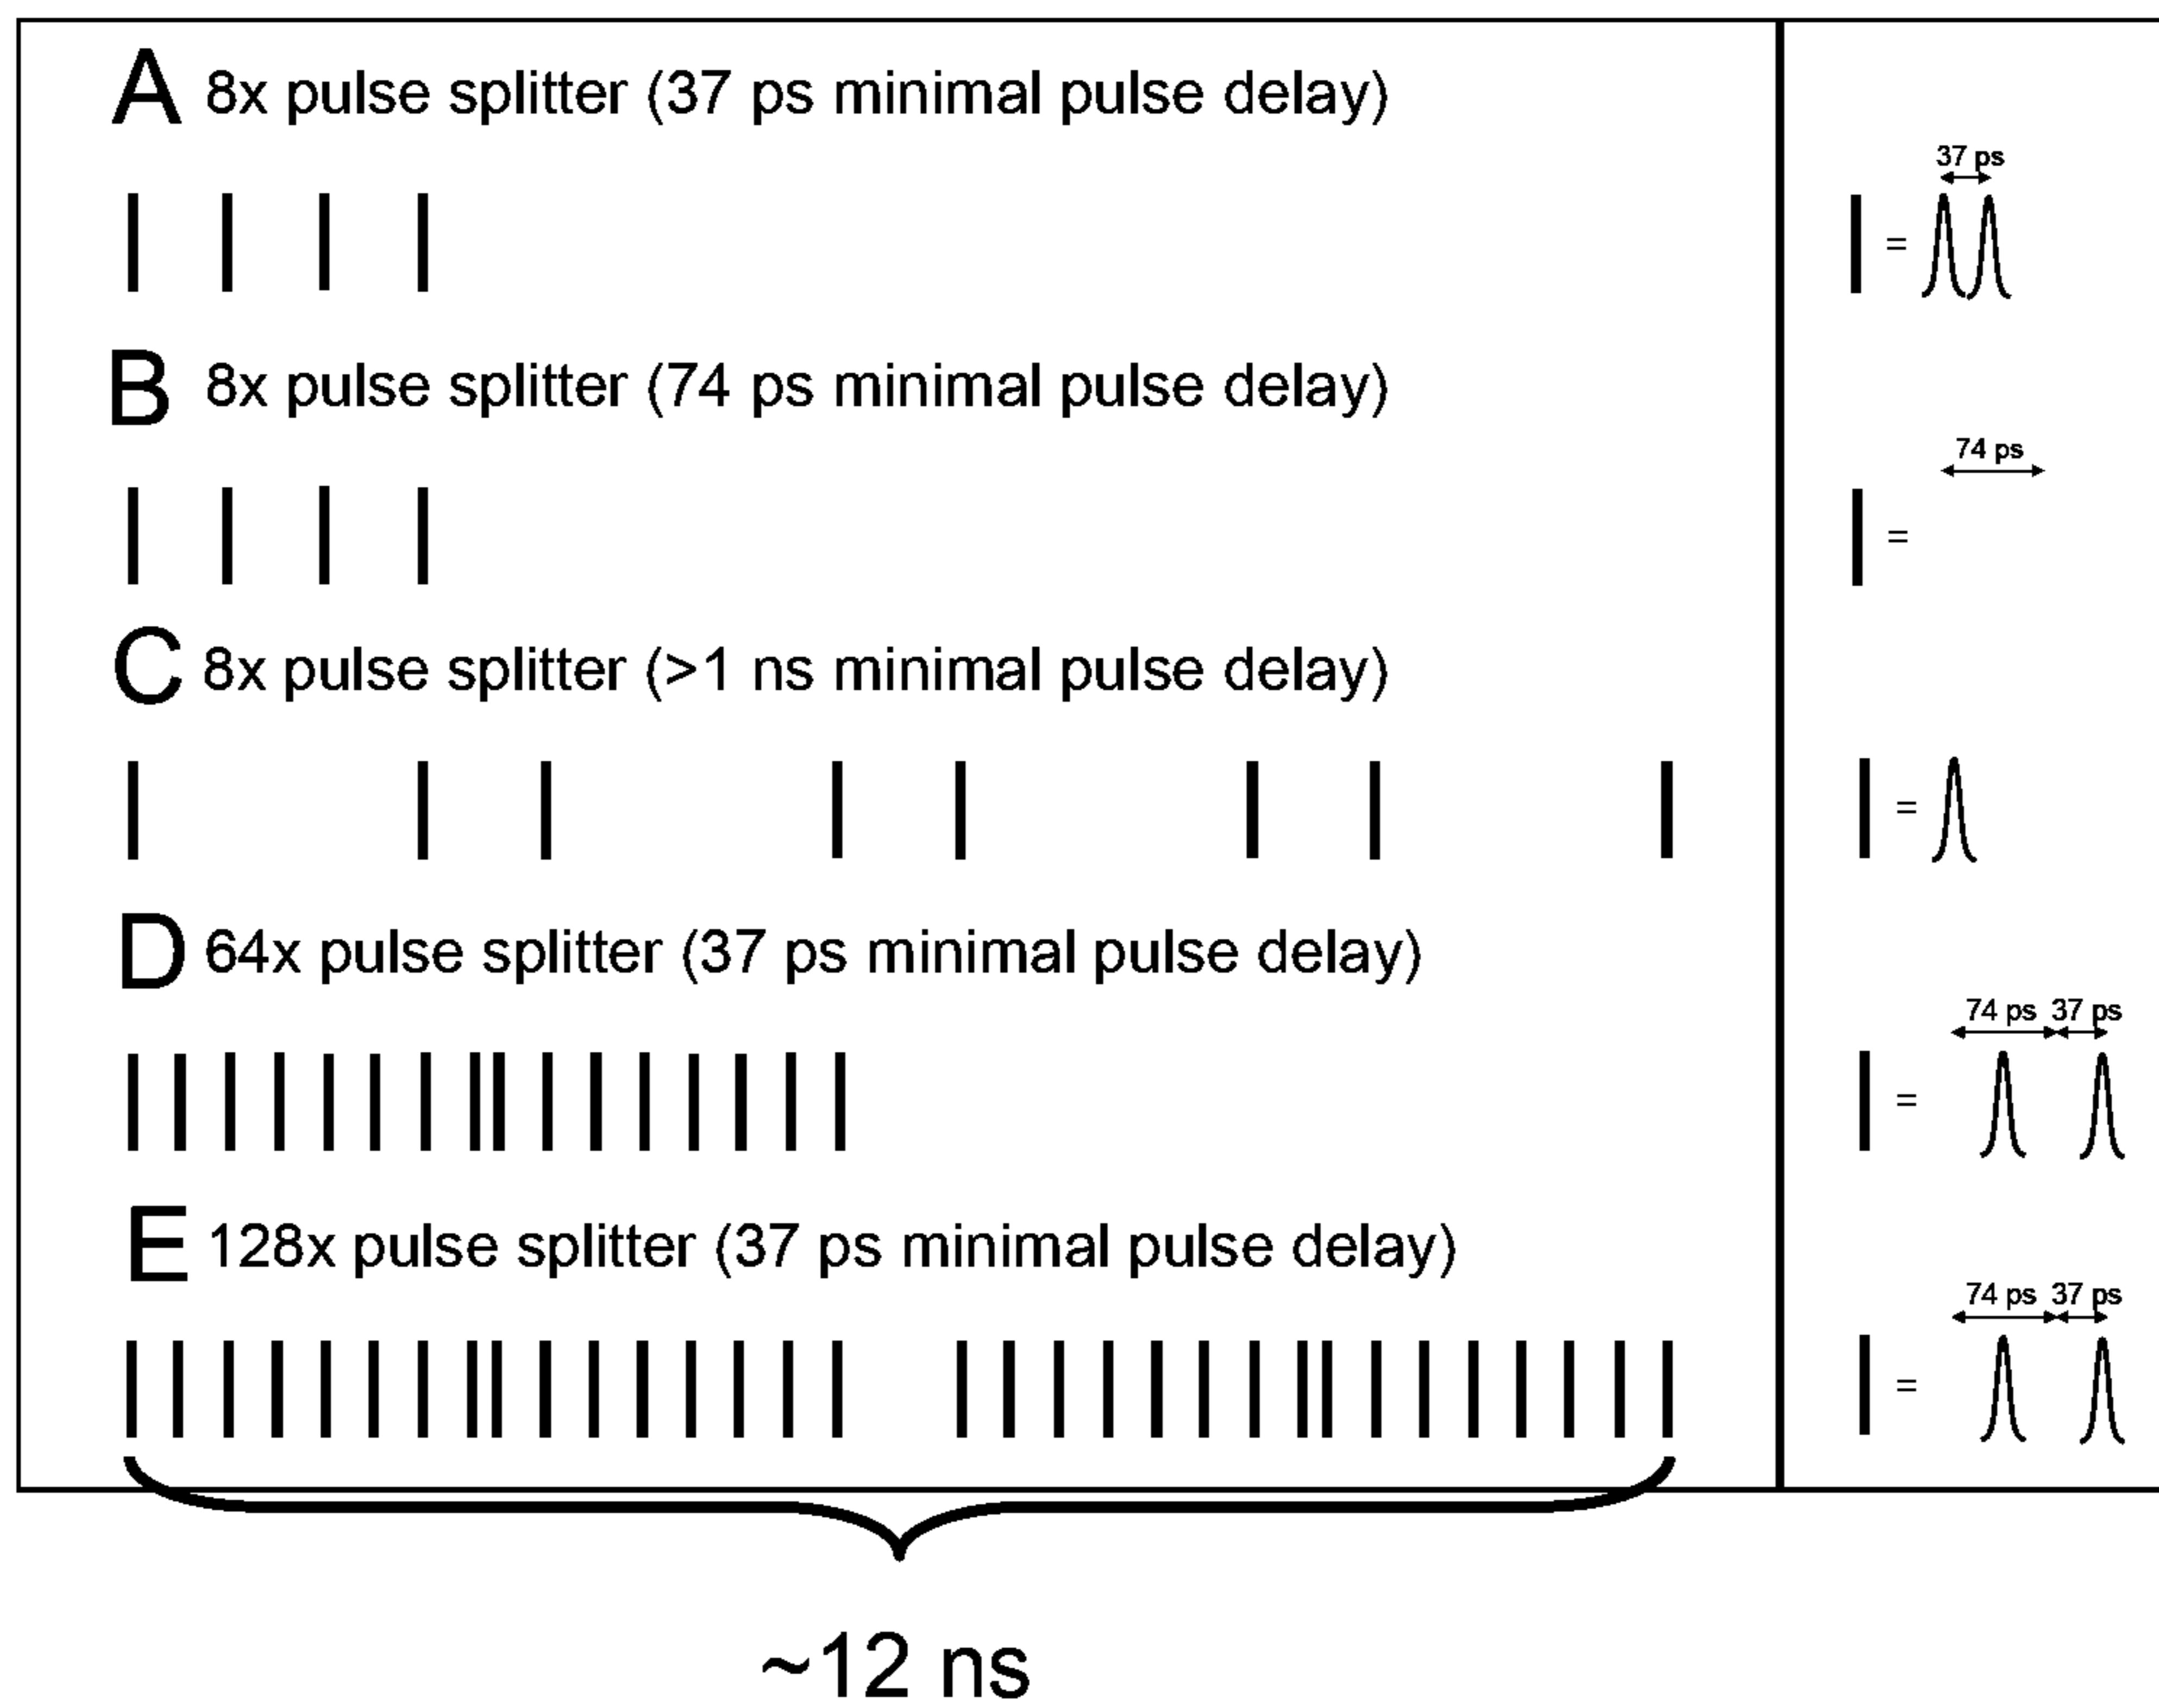 A 8x pulse splitter (37 ps minimal pulse delay)
37 ps
=
B 8x pulse splitter (74 ps minimal pulse delay)
74 ps
=
C 8x pulse splitter (>1 ns minimal pulse delay)
=
D 64x pulse splitter (37 ps minimal pulse delay)
74 ps 37 ps
=
E 128x pulse splitter (37 ps minimal pulse delay)
74 ps 37 ps
=
~12 ns